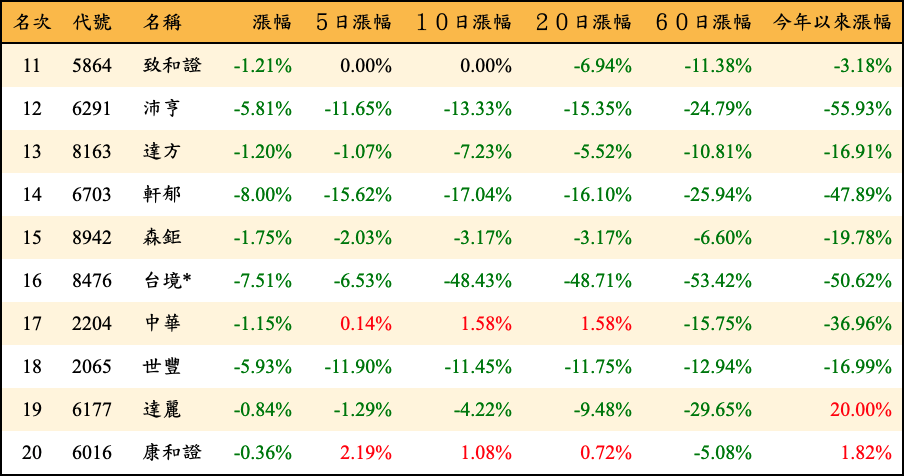 名次 代號 名稱 漲幅 5日漲幅 10日漲幅 20日漲幅 60日漲幅 今年以來漲幅
11 5864 致和證 -1.21% 0.00% 0.00% -6.94% -11.38% -3.18%
12 6291 沛亨 -5.81% -11.65% -13.33% -15.35% -24.79% -55.93%
13 8163 達方 -1.20% -1.07% -7.23% -5.52% -10.81% -16.91%
14 6703 軒郁 -8.00% -15.62% -17.04% -16.10% -25.94% -47.89%
15 8942 森鉅 -1.75% -2.03% -3.17% -3.17% -6.60% -19.78%
16 8476 台境* -7.51% -6.53% -48.43% -48.71% -53.42% -50.62%
17 2204 中華 -1.15% 0.14% 1.58% 1.58% -15.75% -36.96%
18 2065 世豐 -5.93% -11.90% -11.45% -11.75% -12.94% -16.99%
19 6177 達麗 -0.84% -1.29% -4.22% -9.48% -29.65% 20.00%
20 6016 康和證 -0.36% 2.19% 1.08% 0.72% -5.08% 1.82%